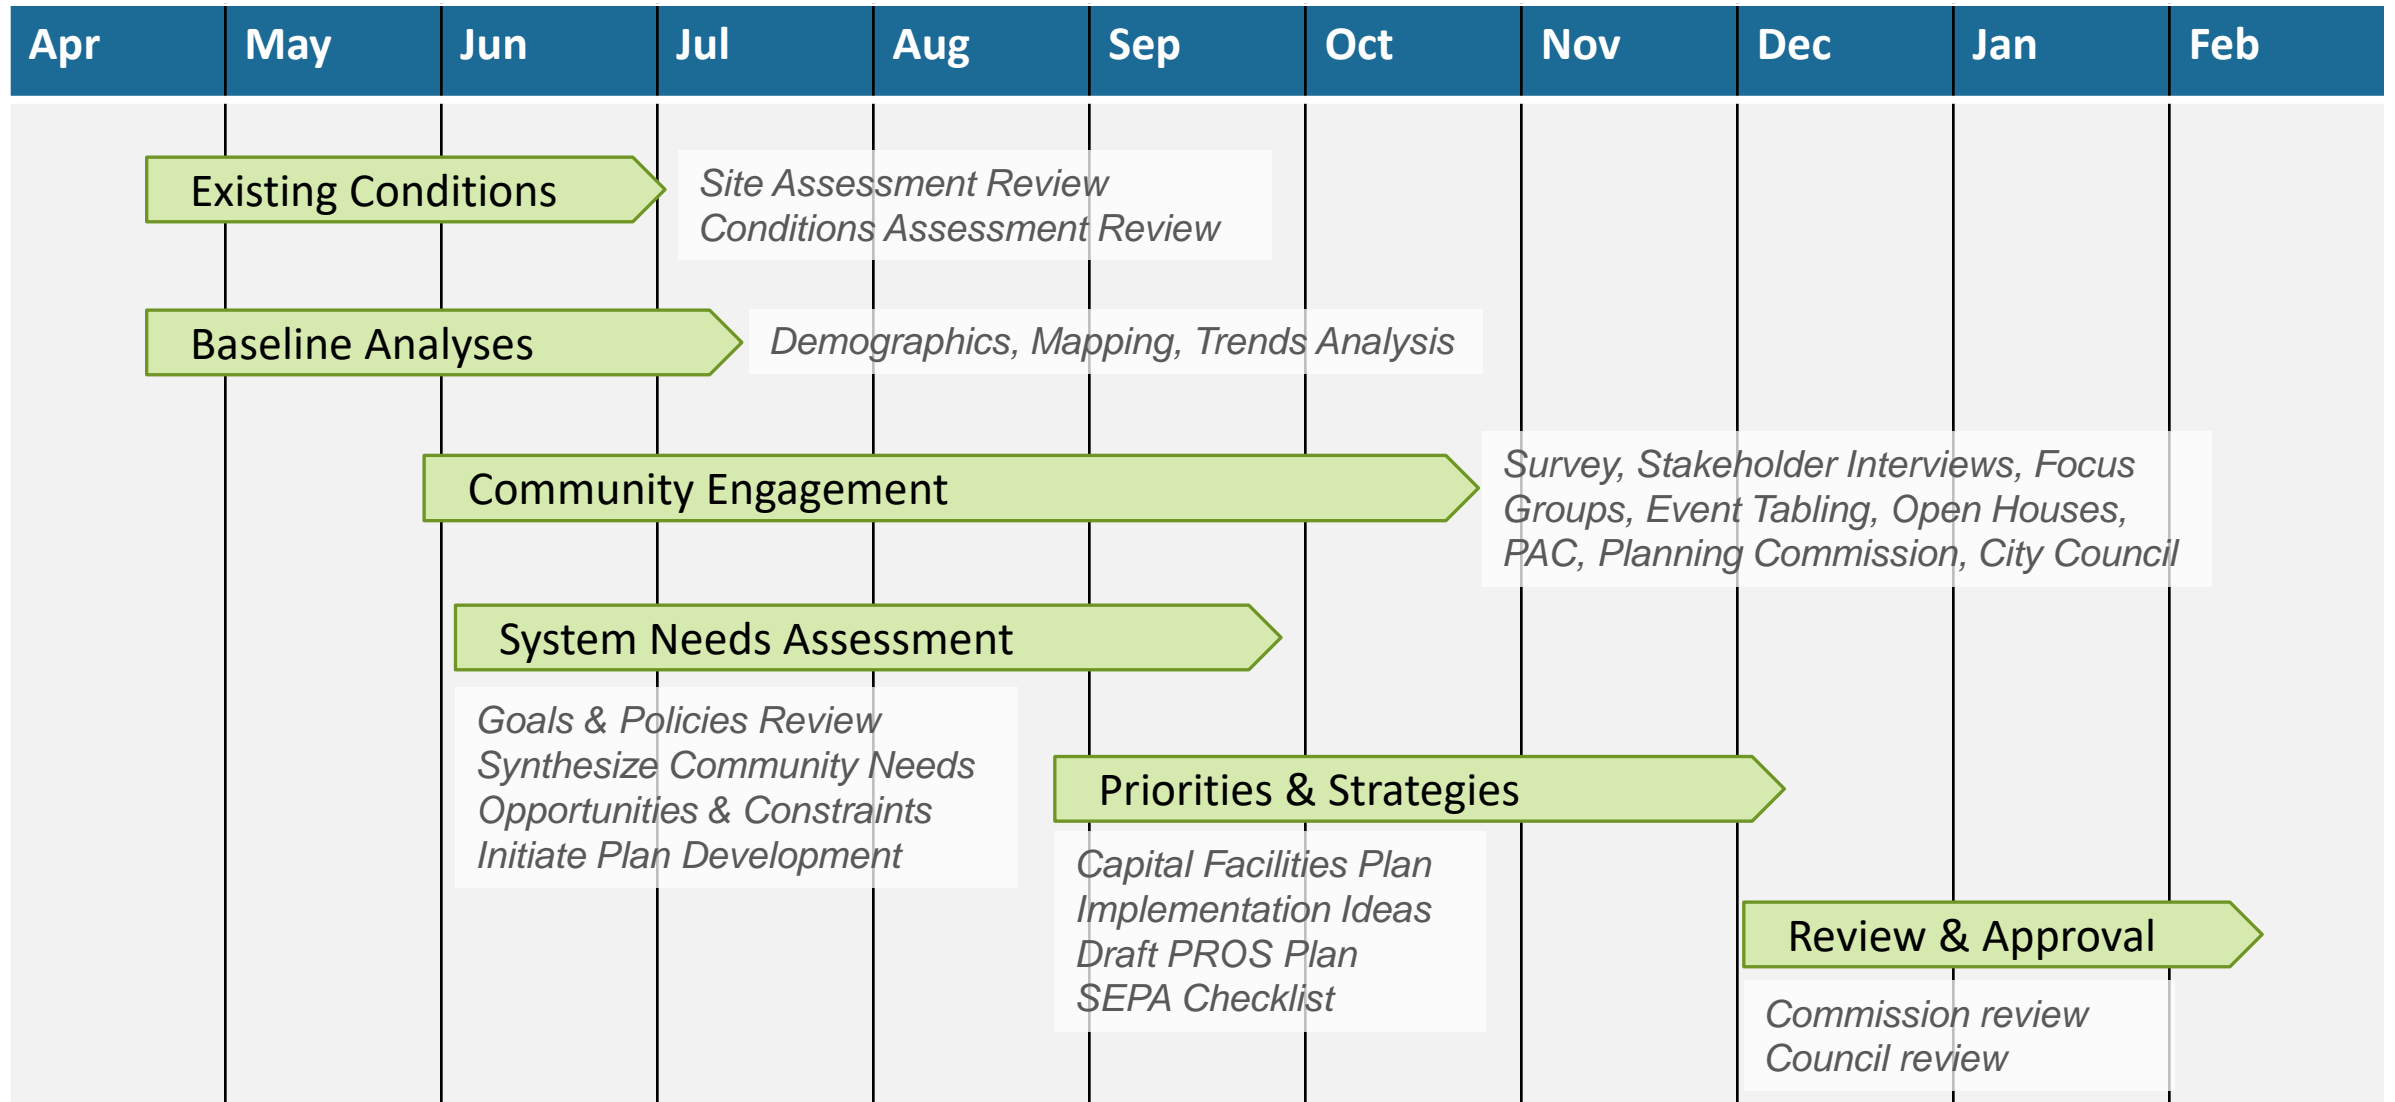 Apr May Jun Jul Aug Sep Oct Nov Dec Jan Feb
Existing Conditions
Site Assessment Review
Conditions Assessment Review
Baseline Analyses
Demographics, Mapping, Trends Analysis
Community Engagement
Survey, Stakeholder Interviews, Focus
Groups, Event Tabling, Open Houses,
PAC, Planning Commission, City Council
System Needs Assessment
Goals & Policies Review
Synthesize Community Needs
Opportunities & Constraints
Initiate Plan Development
Priorities & Strategies
Capital Facilities Plan
Implementation Ideas
Draft PROS Plan
SEPA Checklist
Review & Approval
Commission review
Council review